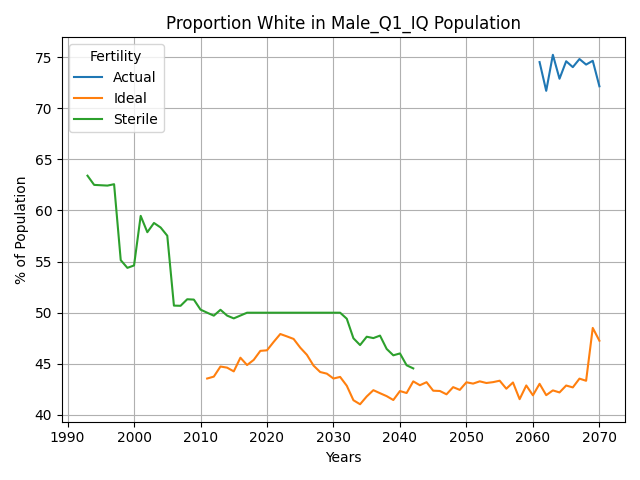 Proportion White in Male_Q1_IQ Population
Fertility
Actual
Ideal
Sterile
% of Population
75
70
65
60
55
50
45
40
1990
2000
2010
2020
2030
2040
2050
2060
2070
Years